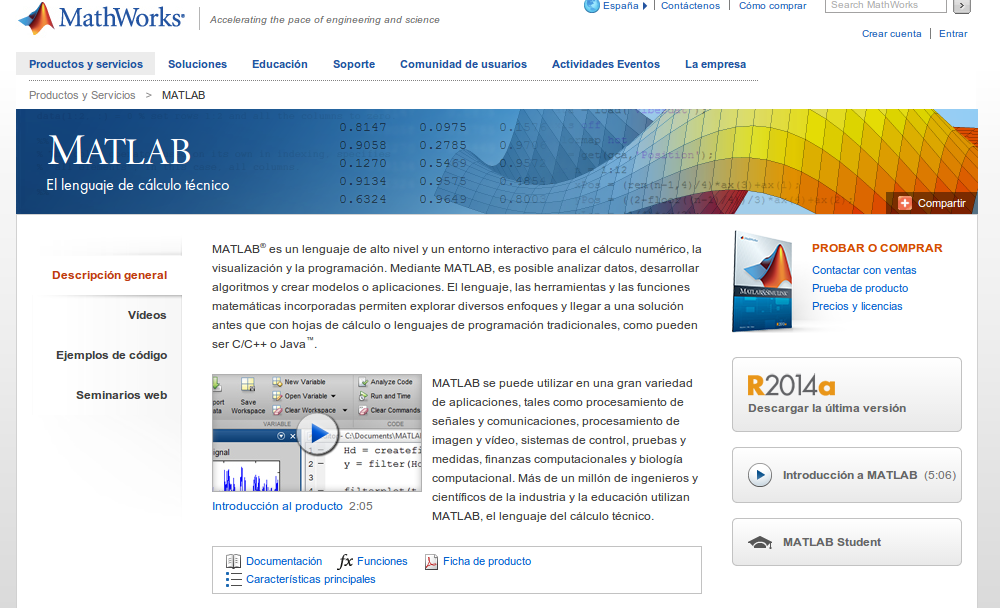 MathWorks®
Accelerating the pace of engineering and science
España
Contáctenos
Cómo comprar
Search MathWorks
Crear cuenta
Entrar
Productos y servicios
Soluciones
Educación
Soporte
Comunidad de usuarios
Actividades Eventos
La empresa
Productos y Servicios > MATLAB
MATLAB
El lenguaje de cálculo técnico
0.8147 0.0975
0.9058 0.2785
0.1270 0.5469
0.9134 0.9575
0.6324 0.9649
Compartir
Descripción general
Vídeos
Ejemplos de código
Seminarios web
MATLAB® es un lenguaje de alto nivel y un entorno interactivo para el cálculo numérico, la
visualización y la programación. Mediante MATLAB, es posible analizar datos, desarrollar
algoritmos y crear modelos o aplicaciones. El lenguaje, las herramientas y las funciones
matemáticas incorporadas permiten explorar diversos enfoques y llegar a una solución
antes que con hojas de cálculo o lenguajes de programación tradicionales, como pueden
ser C/C++ o Java™.
New Variable
Analyze Code
Save
Workspace
Open Variable
Run and Time
Clear Workspace
Clear Commands
VARIABLE
CODE
Introducción al producto 2:05
MATLAB se puede utilizar en una gran variedad
de aplicaciones, tales como procesamiento de
señales y comunicaciones, procesamiento de
imagen y vídeo, sistemas de control, pruebas y
medidas, finanzas computacionales y biología
computacional. Más de un millón de ingenieros y
científicos de la industria y la educación utilizan
MATLAB, el lenguaje del cálculo técnico.
Documentación
fx Funciones
Ficha de producto
Características principales
MATLAB&SIMULINK
PROBAR O COMPRAR
Contactar con ventas
Prueba de producto
Precios y licencias
R2014a
Descargar la última versión
Introducción a MATLAB (5:06)
MATLAB Student